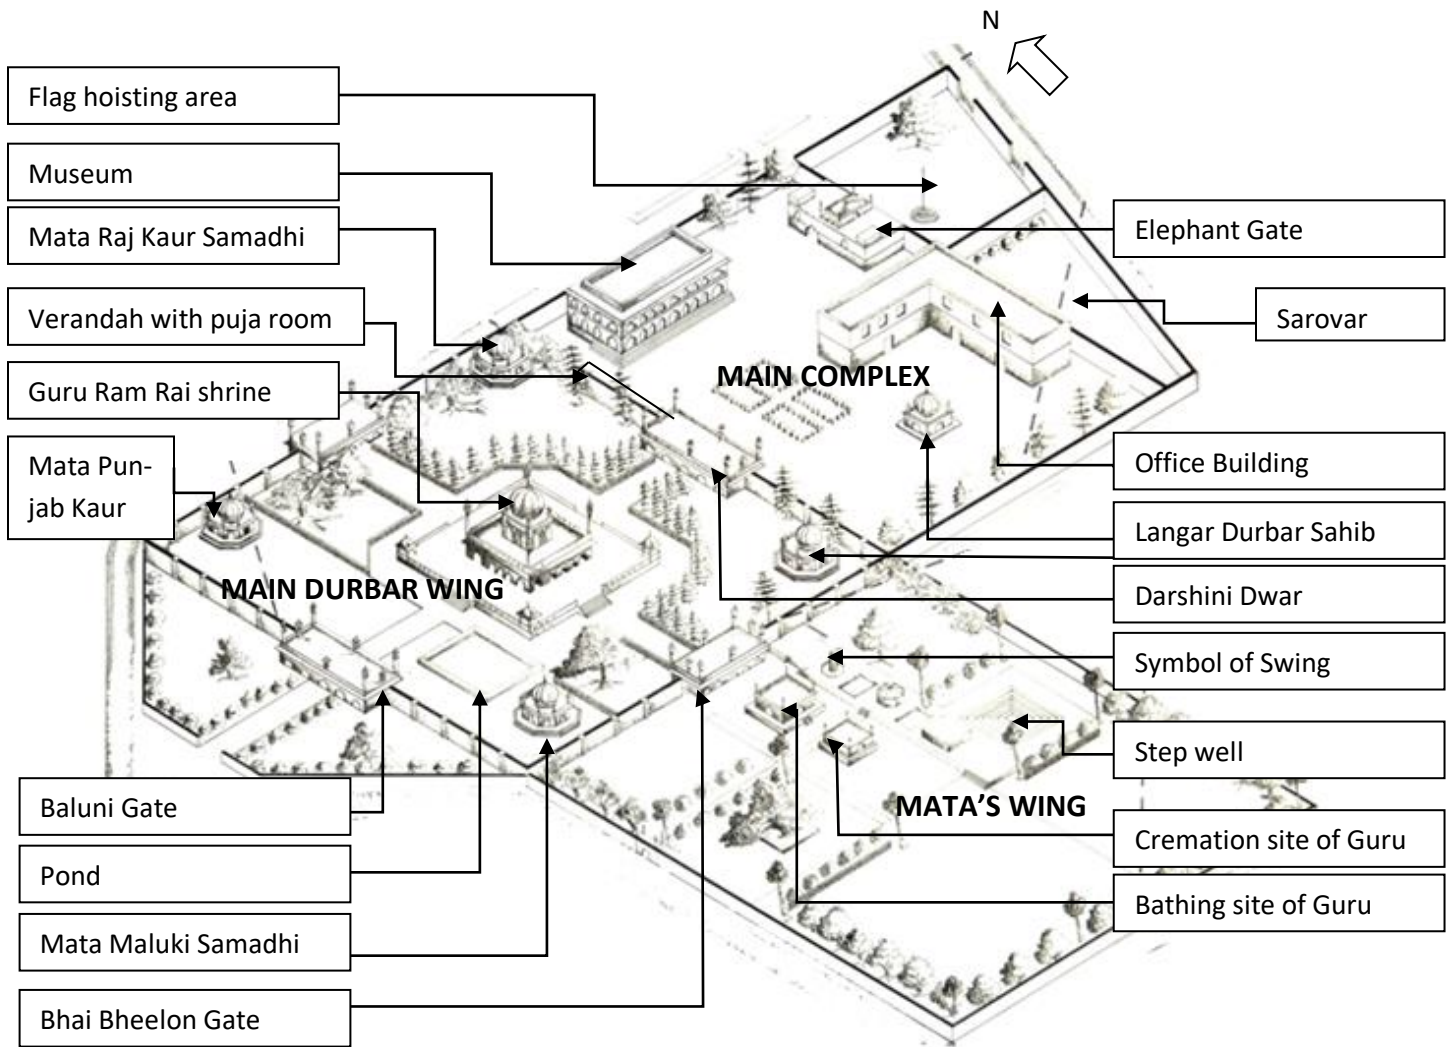 N
Flag hoisting area
Museum
Mata Raj Kaur Samadhi
Verandah with puja room
Guru Ram Rai shrine
Mata Pun-
jab Kaur
Elephant Gate
Sarovar
MAIN COMPLEX
Office Building
Langar Durbar Sahib
Darshini Dwar
MAIN DURBAR WING
Symbol of Swing
Step well
MATA'S WING
Cremation site of Guru
Bathing site of Guru
Baluni Gate
Pond
Mata Maluki Samadhi
Bhai Bheelon Gate